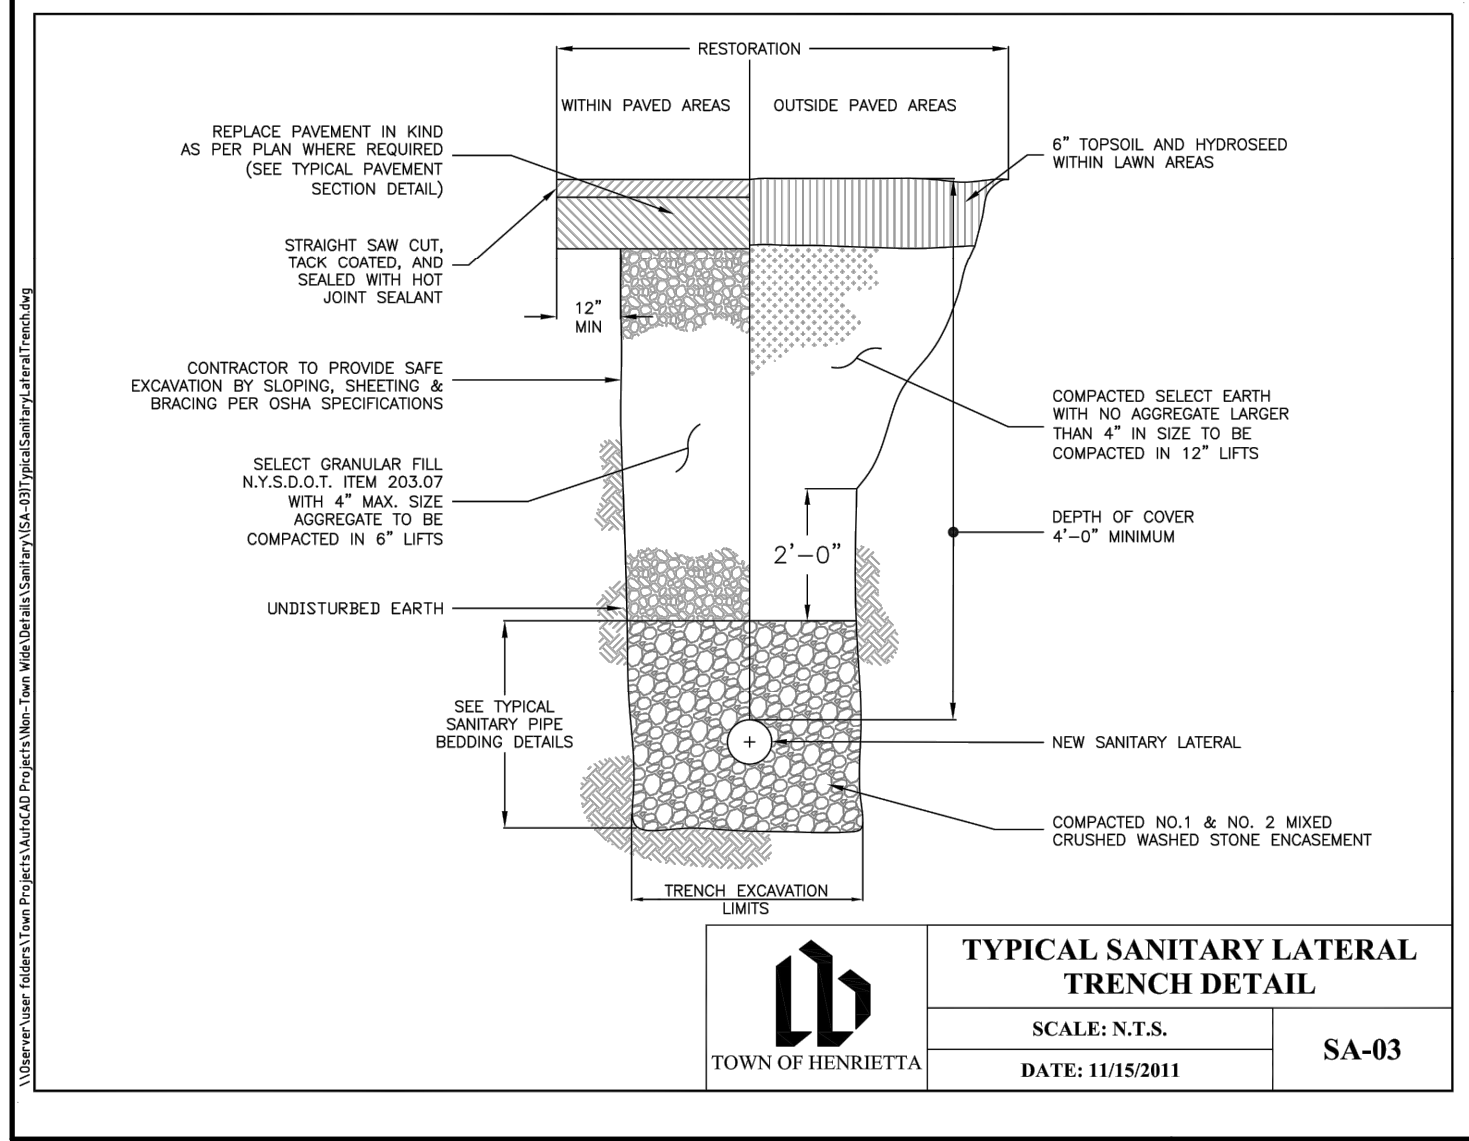 RESTORATION
WITHIN PAVED AREAS
OUTSIDE PAVED AREAS
REPLACE PAVEMENT IN KIND
AS PER PLAN WHERE REQUIRED
(SEE TYPICAL PAVEMENT
SECTION DETAIL)
6" TOPSOIL AND HYDROSEED
WITHIN LAWN AREAS
STRAIGHT SAW CUT,
TACK COATED, AND
SEALED WITH HOT
JOINT SEALANT
12"
MIN
CONTRACTOR TO PROVIDE SAFE
EXCAVATION BY SLOPING, SHEETING &
BRACING PER OSHA SPECIFICATIONS
COMPACTED SELECT EARTH
WITH NO AGGREGATE LARGER
THAN 4" IN SIZE TO BE
COMPACTED IN 12" LIFTS
SELECT GRANULAR FILL
N.Y.S.D.O.T. ITEM 203.07
WITH 4" MAX. SIZE
AGGREGATE TO BE
COMPACTED IN 6" LIFTS
DEPTH OF COVER
4'-0" MINIMUM
2'-0"
UNDISTURBED EARTH
SEE TYPICAL
SANITARY PIPE
BEDDING DETAILS
NEW SANITARY LATERAL
COMPACTED NO.1 & NO. 2 MIXED
CRUSHED WASHED STONE ENCASEMENT
TRENCH EXCAVATION
LIMITS
TOWN OF HENRIETTA
TYPICAL SANITARY LATERAL
TRENCH DETAIL
SCALE: N.T.S.
DATE: 11/15/2011
SA-03
\\0server\user folders\Town Projects\AutoCAD Projects\Non-Town Wide\Details\Sanitary\(SA-03)TypicalSanitaryLateralTrench.dwg